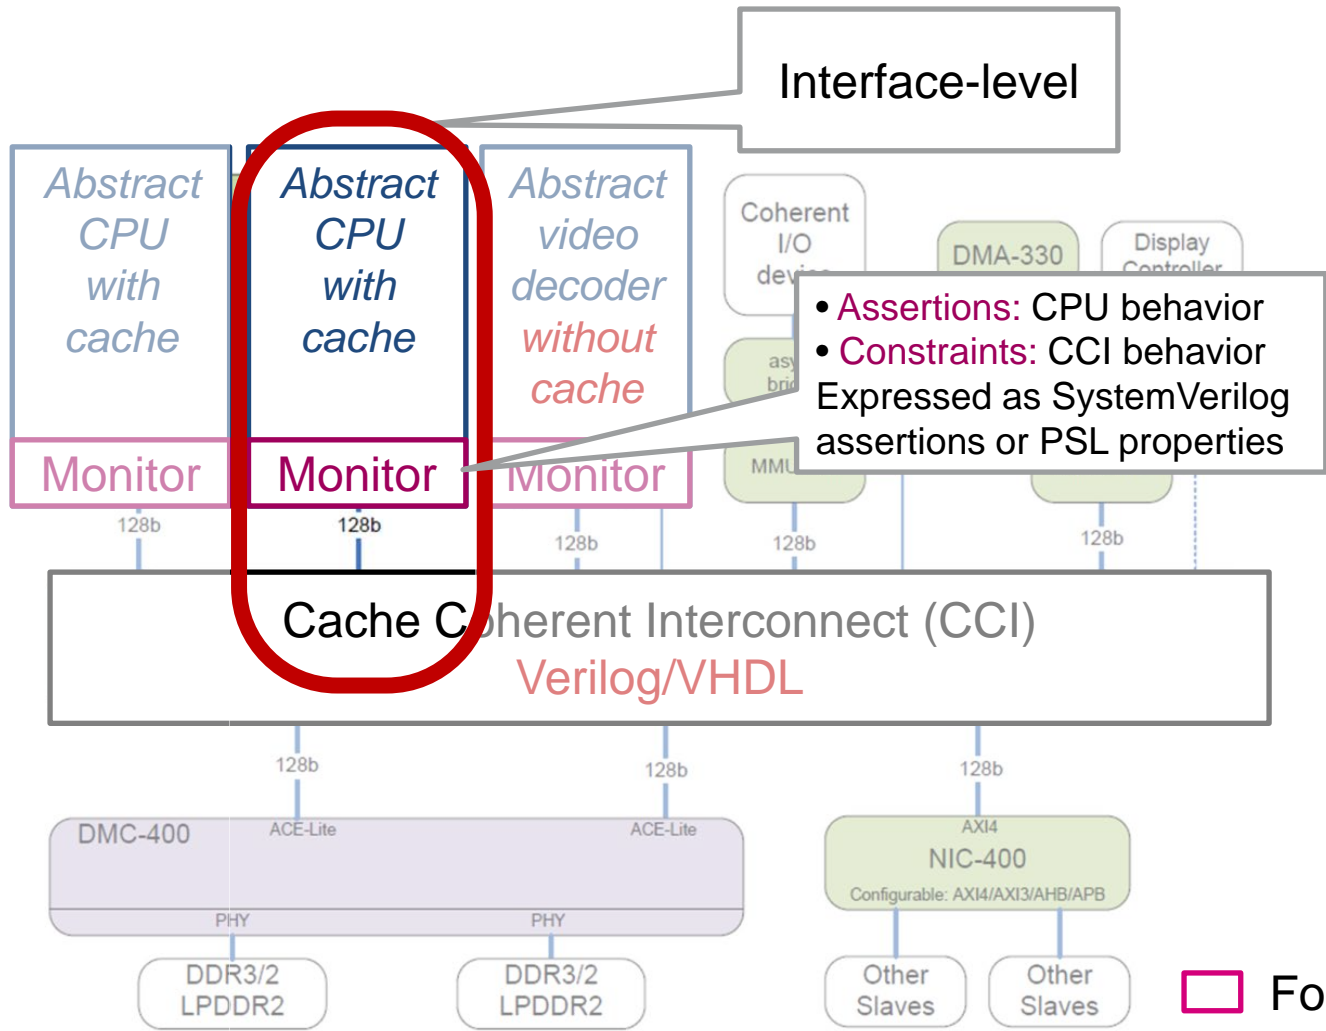 Interface-level
Abstract
CPU
with
cache
Abstract
CPU
with
cache
Abstract
video
decoder
without
cache
Coherent
I/O
DMA-330
Display
Controller
• Assertions: CPU behavior
• Constraints: CCI behavior
Expressed as SystemVerilog
assertions or PSL properties
Monitor
Monitor
Monitor
128b
128b
128b
128b
128b
Cache Coherent Interconnect (CCI)
Verilog/VHDL
128b
128b
128b
DMC-400
ACE-Lite
ACE-Lite
PHY
PHY
AXI4
NIC-400
Configurable: AXI4/AXI3/AHB/APB
DDR3/2
LPDDR2
DDR3/2
LPDDR2
Other
Slaves
Other
Slaves
Fo